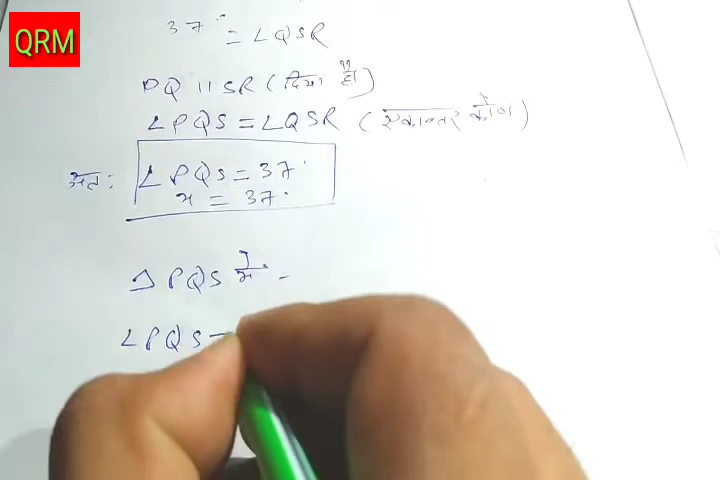 QRM
37° = ∠QSR
PQ || SR (दिया है)
∠PQS = ∠QSR (एकान्तर कोण)
अतः ∠PQS = 37°
x = 37°
△ PQS में -
∠PQS =